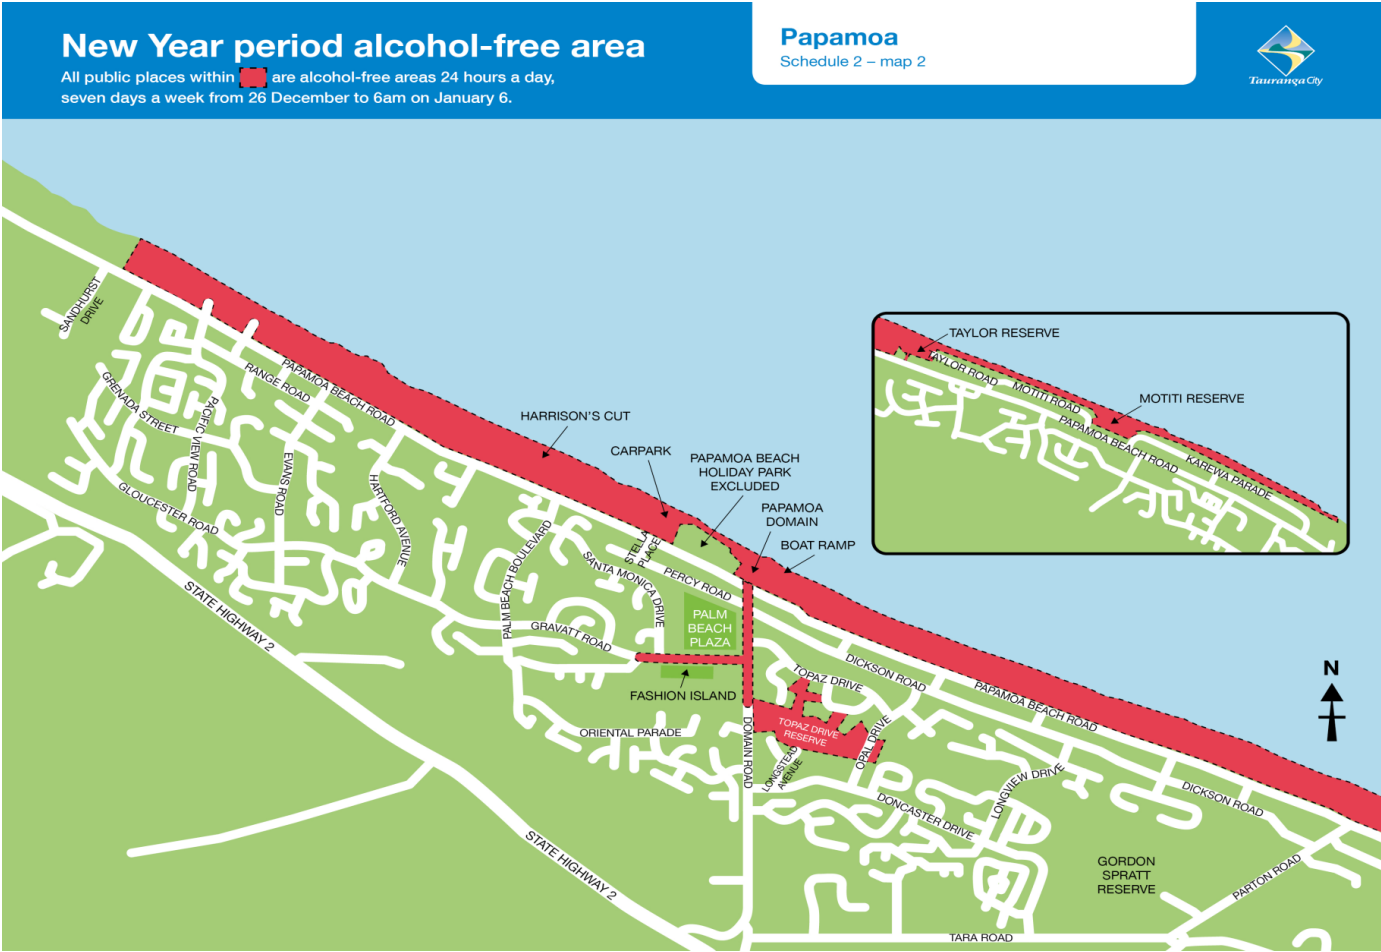 New Year period alcohol-free area
All public places within are alcohol-free areas 24 hours a day,
seven days a week from 26 December to 6am on January 6.
Papamoa
Schedule 2 – map 2
Tauranga City
SANDHURST
DRIVE
GRENADA STREET
PACIFIC VIEW ROAD
RANGE ROAD
PAPAMOA BEACH ROAD
EVANS ROAD
HARTFORD AVENUE
GLOUCESTER ROAD
STATE HIGHWAY 2
HARRISON'S CUT
CARPARK
PAPAMOA BEACH
HOLIDAY PARK
EXCLUDED
PAPAMOA
DOMAIN
BOAT RAMP
TAYLOR RESERVE
TAYLOR ROAD
MOTITI ROAD
MOTITI RESERVE
PAPAMOA BEACH ROAD
KAREWA PARADE
PALM BEACH BOULEVARD
SANTA MONICA DRIVE
STELLA
PLACE
PERCY ROAD
PALM
BEACH
PLAZA
GRAVATT ROAD
FASHION ISLAND
ORIENTAL PARADE
DOMAIN ROAD
TOPAZ DRIVE
TOPAZ DRIVE
RESERVE
OPAL DRIVE
LONGSTEAD
AVENUE
DICKSON ROAD
PAPAMOA BEACH ROAD
N
LONGVIEW DRIVE
DONCASTER DRIVE
DICKSON ROAD
STATE HIGHWAY 2
GORDON
SPRATT
RESERVE
PARTON ROAD
TARA ROAD